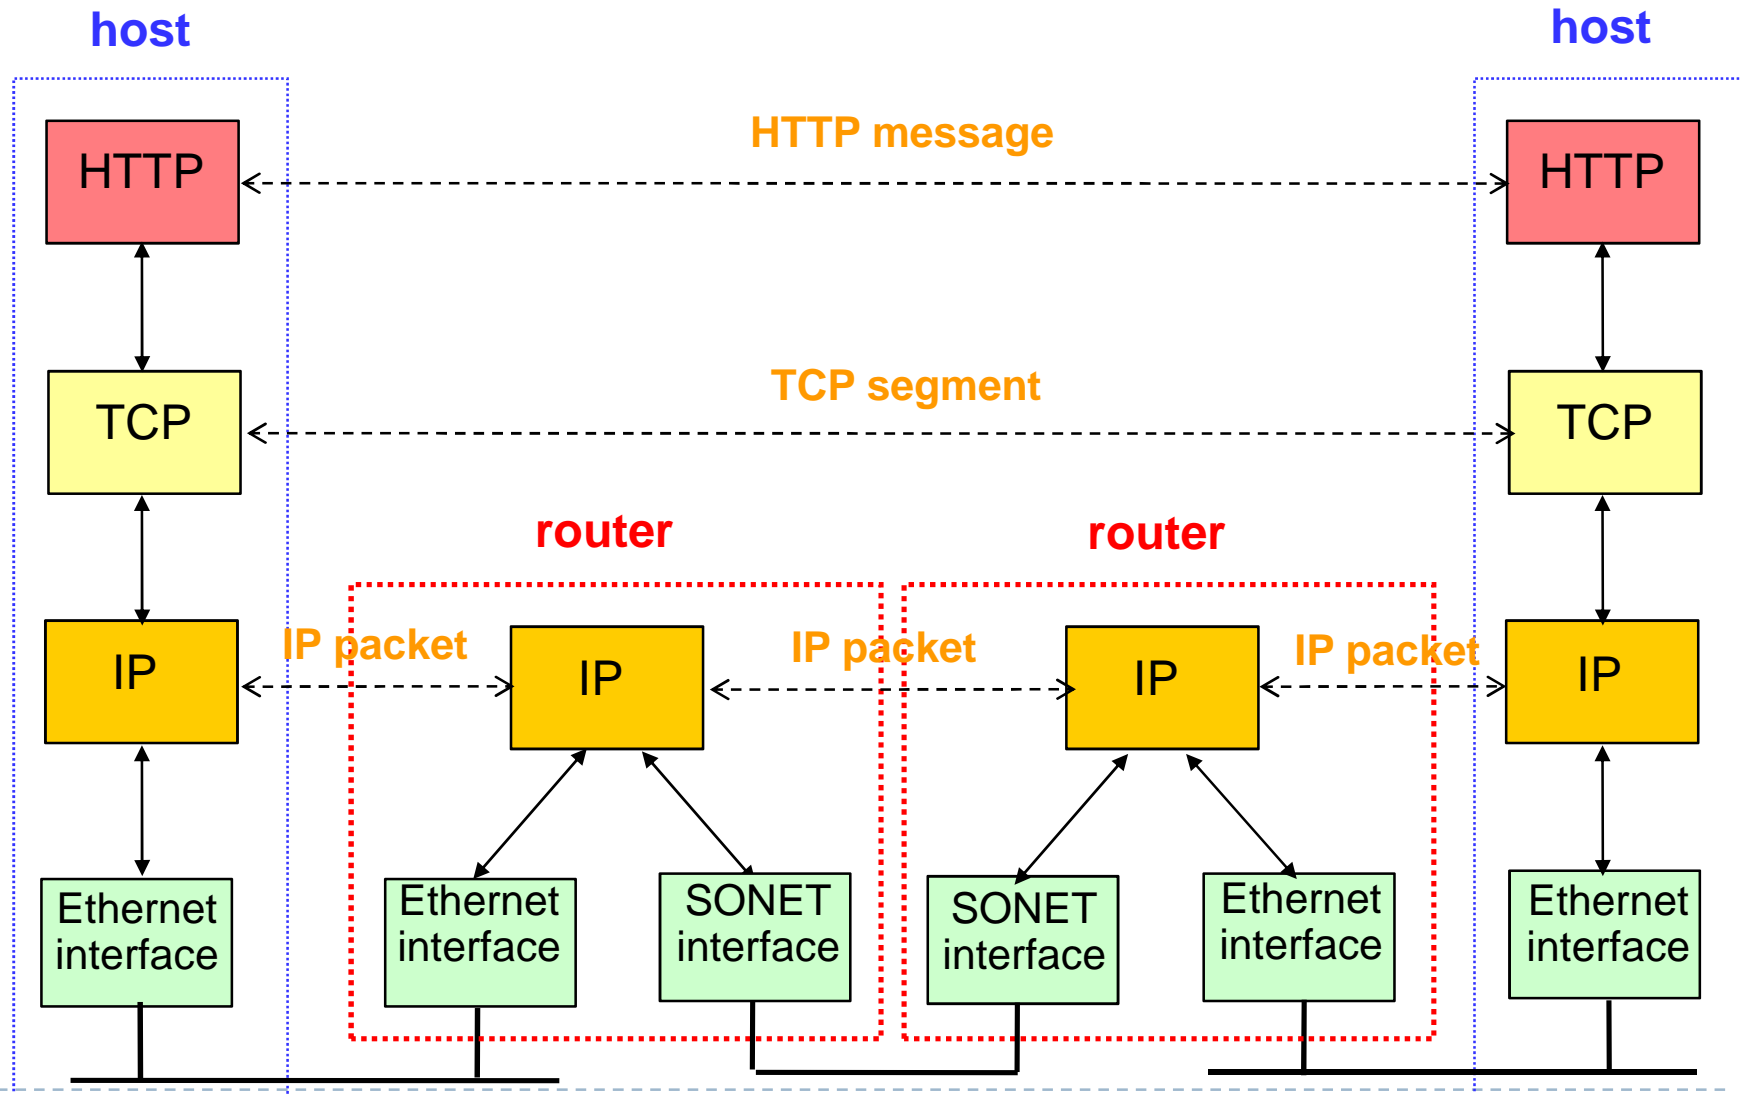 host
host
HTTP message
HTTP
HTTP
TCP segment
TCP
TCP
router
router
IP packet
IP packet
IP packet
IP
IP
IP
IP
Ethernet
interface
Ethernet
interface
SONET
interface
SONET
interface
Ethernet
interface
Ethernet
interface